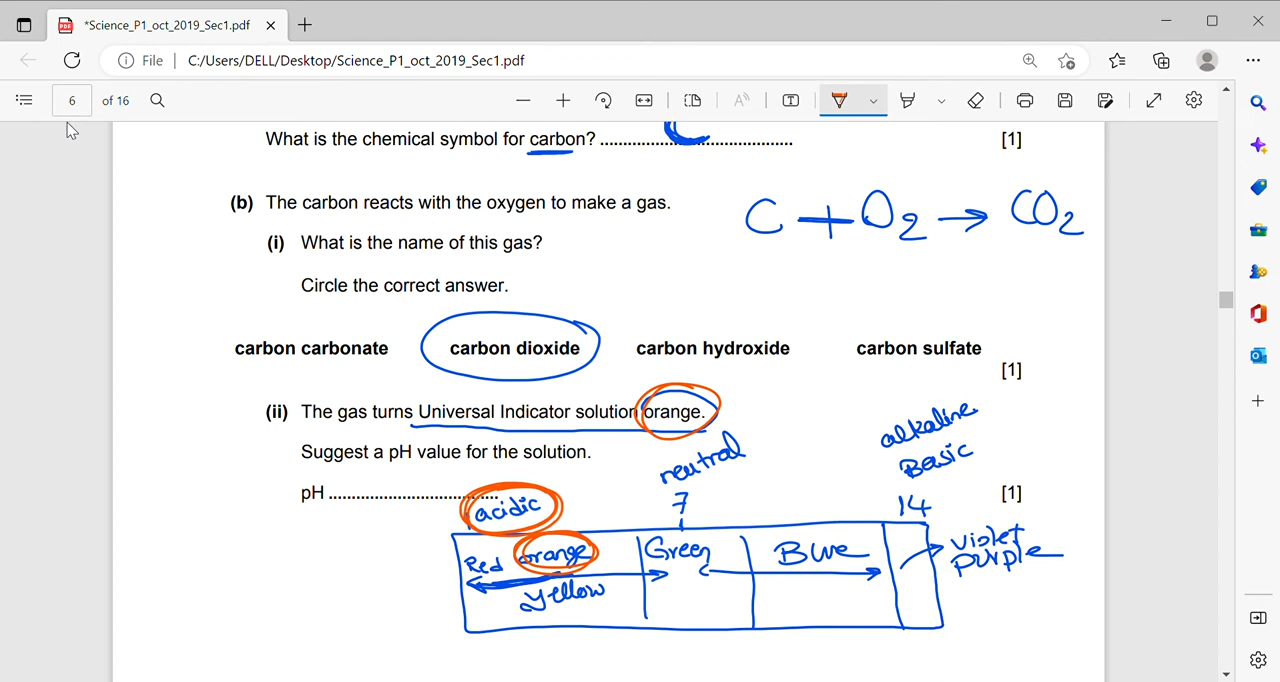 *Science_P1_oct_2019_Sec1.pdf
File | C:/Users/DELL/Desktop/Science_P1_oct_2019_Sec1.pdf
6 of 16
What is the chemical symbol for carbon? .......................................... [1]
C
(b) The carbon reacts with the oxygen to make a gas.
C + O2 → CO2
(i) What is the name of this gas?
Circle the correct answer.
carbon carbonate carbon dioxide carbon hydroxide carbon sulfate
[1]
(ii) The gas turns Universal Indicator solution orange.
Suggest a pH value for the solution.
pH ..................................... [1]
neutral
alkaline
Basic
acidic 7 14
Red orange Green Blue violet
yellow purple